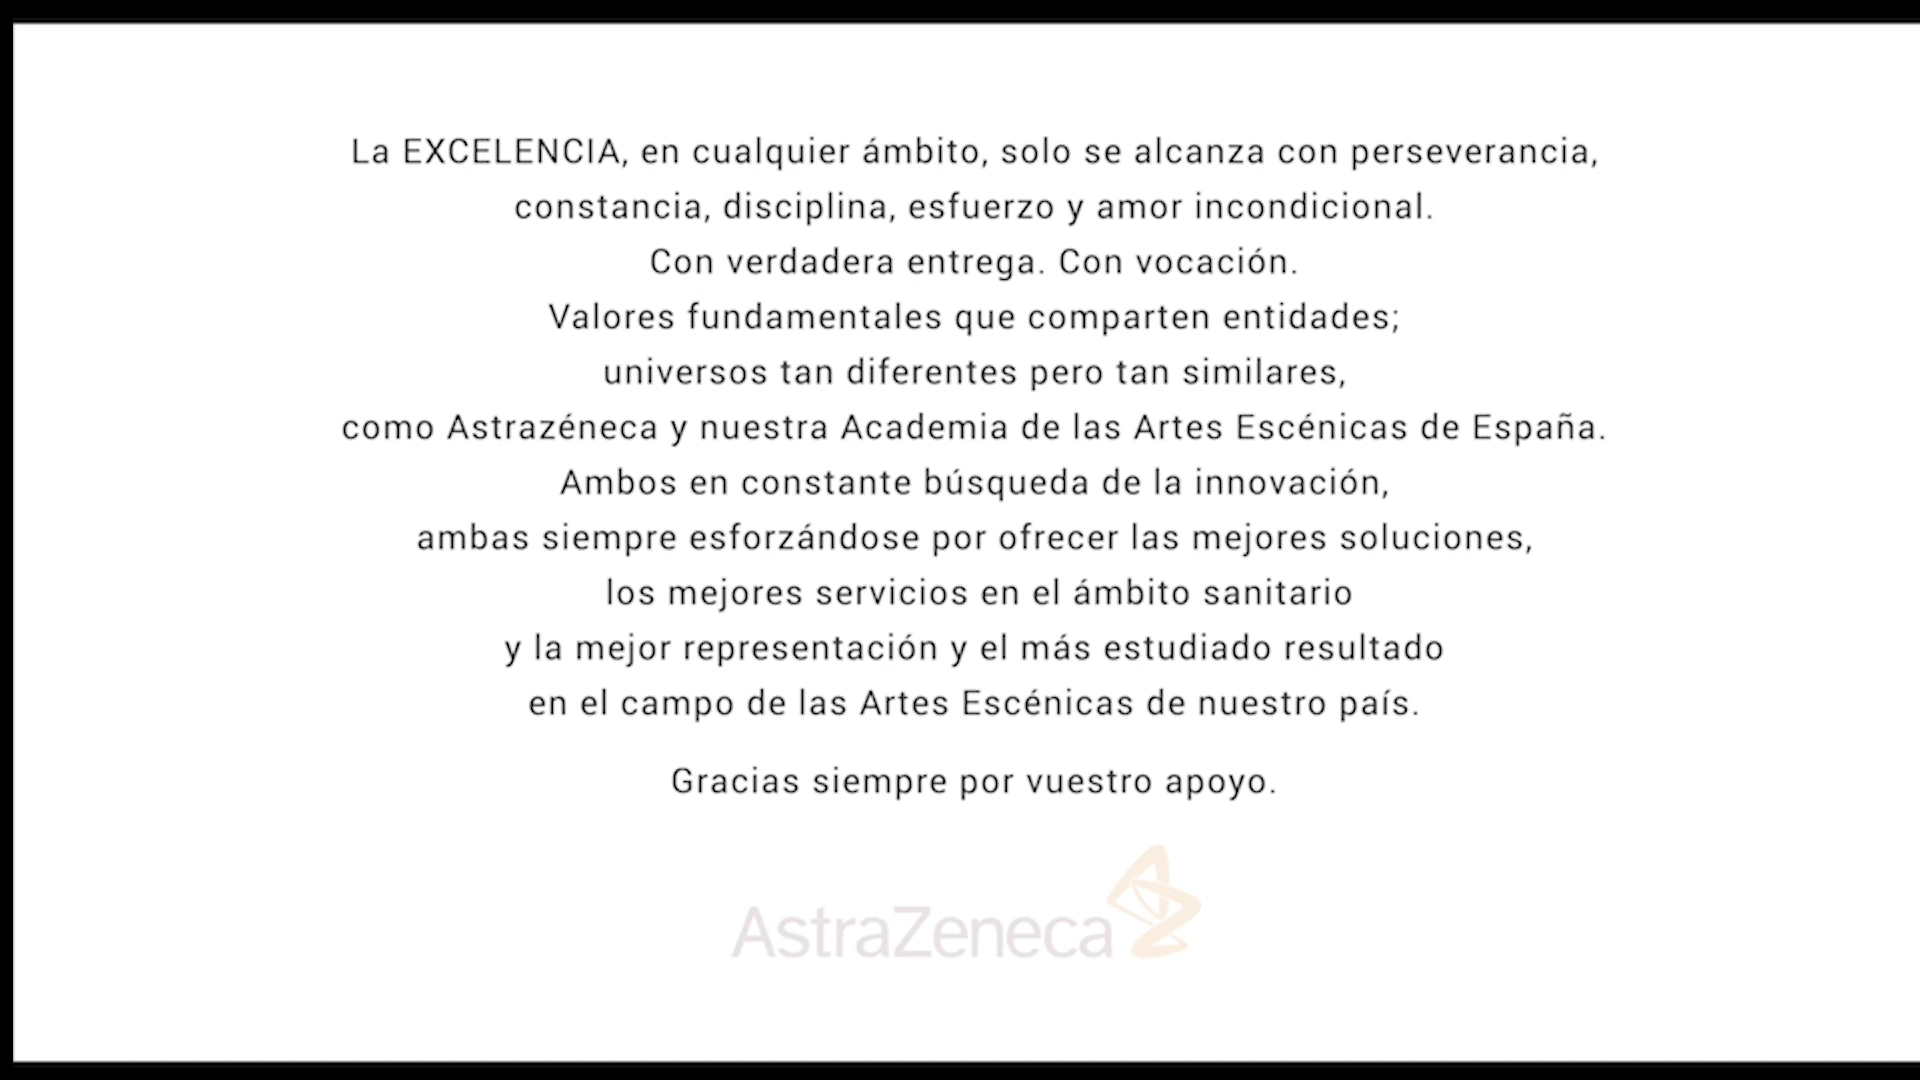 La EXCELENCIA, en cualquier ámbito, solo se alcanza con perseverancia,
constancia, disciplina, esfuerzo y amor incondicional.
Con verdadera entrega. Con vocación.
Valores fundamentales que comparten entidades;
universos tan diferentes pero tan similares,
como Astrazéneca y nuestra Academia de las Artes Escénicas de España.
Ambos en constante búsqueda de la innovación,
ambas siempre esforzándose por ofrecer las mejores soluciones,
los mejores servicios en el ámbito sanitario
y la mejor representación y el más estudiado resultado
en el campo de las Artes Escénicas de nuestro país.
Gracias siempre por vuestro apoyo.
AstraZeneca